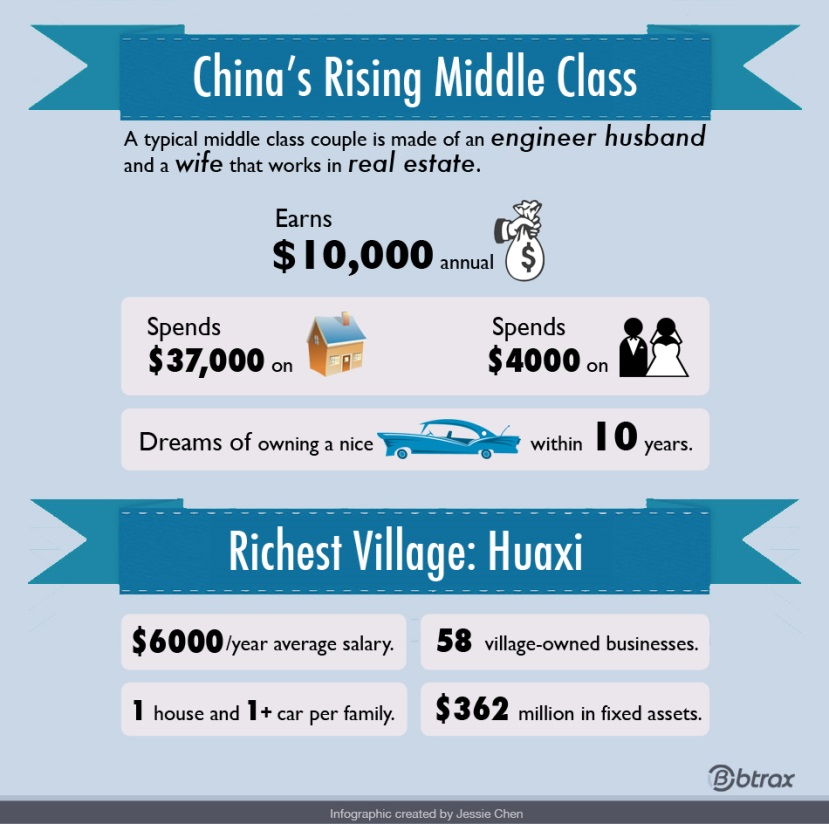 China's Rising Middle Class
A typical middle class couple is made of an engineer husband
and a wife that works in real estate.
Earns
$10,000 annual
$
Spends
$37,000 on
Spends
$4000 on
Dreams of owning a nice within 10 years.
Richest Village: Huaxi
$6000/year average salary.
58 village-owned businesses.
1 house and 1+ car per family.
$362 million in fixed assets.
B btrax
Infographic created by Jessie Chen